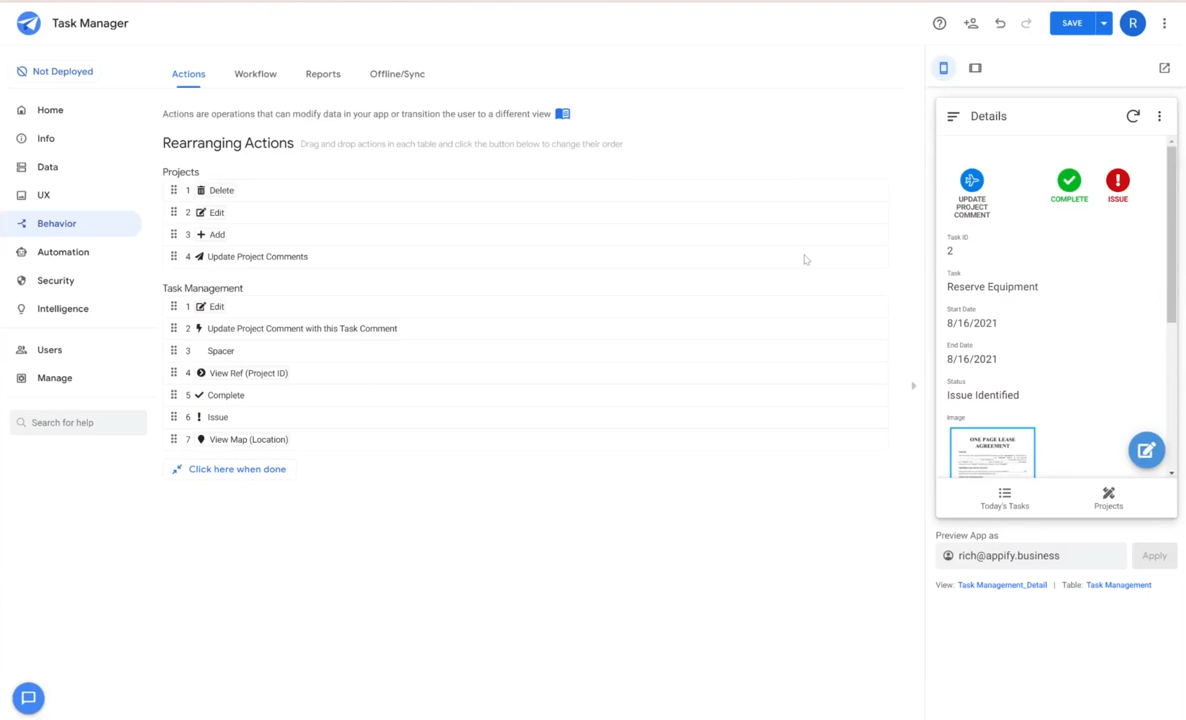 Task Manager
SAVE
R
Not Deployed
Actions
Workflow
Reports
Offline/Sync
Home
Info
Data
UX
Behavior
Automation
Security
Intelligence
Users
Manage
Search for help
Actions are operations that can modify data in your app or transition the user to a different view
Rearranging Actions Drag and drop actions in each table and click the button below to change their order
Projects
1 Delete
2 Edit
3 Add
4 Update Project Comments
Task Management
1 Edit
2 Update Project Comment with this Task Comment
3 Spacer
4 View Ref (Project ID)
5 Complete
6 Issue
7 View Map (Location)
Click here when done
Details
UPDATE
PROJECT
COMMENT
COMPLETE
ISSUE
Task ID
2
Task
Reserve Equipment
Start Date
8/16/2021
End Date
8/16/2021
Status
Issue Identified
Image
ONE PAGE LEASE
AGREEMENT
Today's Tasks
Projects
Preview App as
rich@appify.business
Apply
View: Task Management_Detail | Table: Task Management